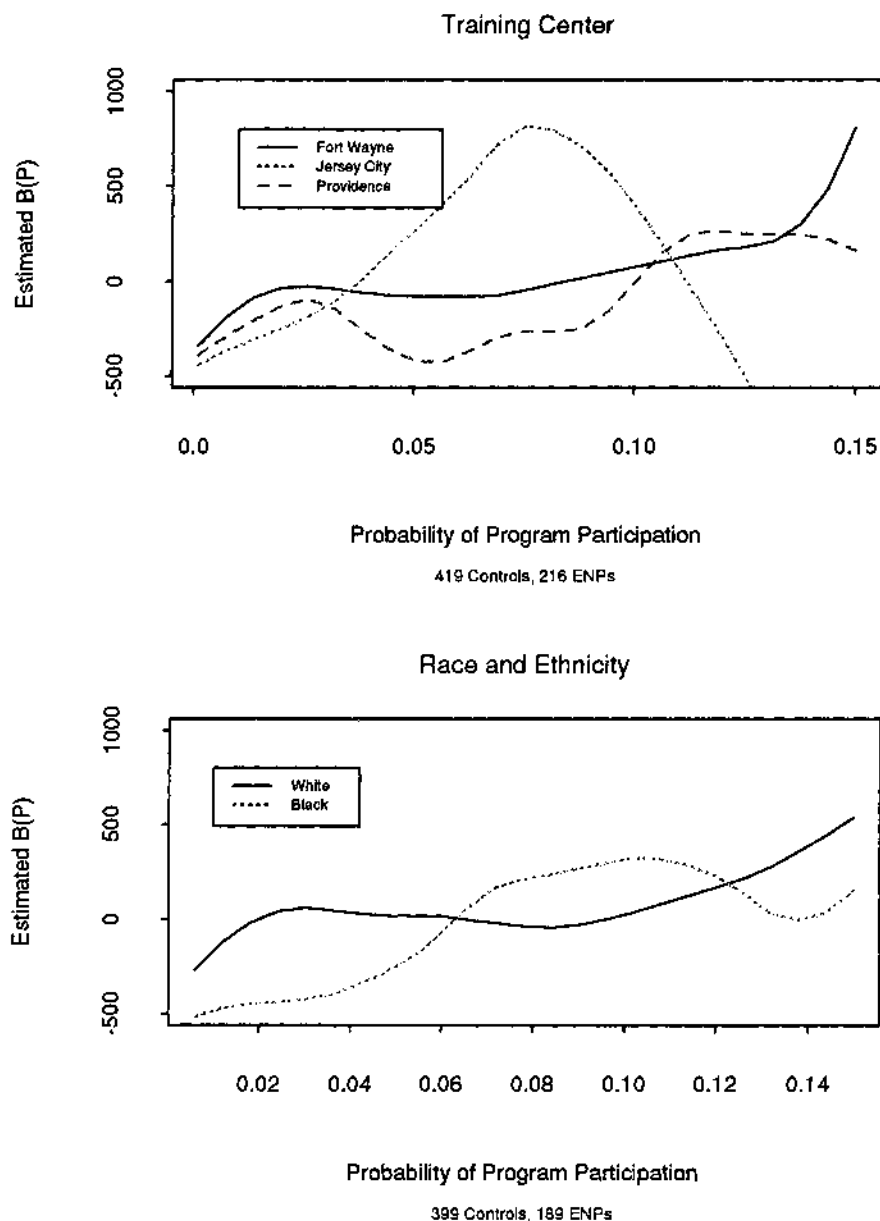 Training Center
1000
500
0
-500
Estimated B(P)
Fort Wayne
Jersey City
Providence
0.0 0.05 0.10 0.15
Probability of Program Participation
419 Controls, 216 ENPs
Race and Ethnicity
1000
500
0
-500
Estimated B(P)
White
Black
0.02 0.04 0.06 0.08 0.10 0.12 0.14
Probability of Program Participation
399 Controls, 189 ENPs